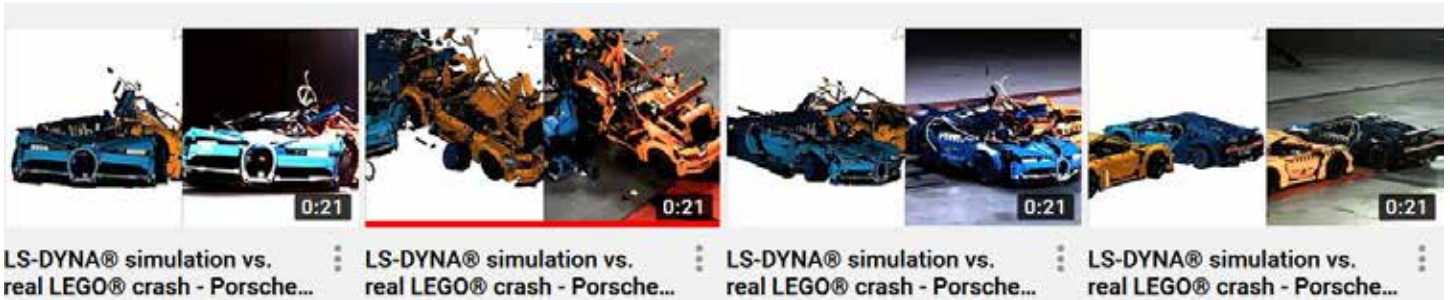 0:21
0:21
0:21
0:21
LS-DYNA® simulation vs.
real LEGO® crash - Porsche...
LS-DYNA® simulation vs.
real LEGO® crash - Porsche...
LS-DYNA® simulation vs.
real LEGO® crash - Porsche...
LS-DYNA® simulation vs.
real LEGO® crash - Porsche...